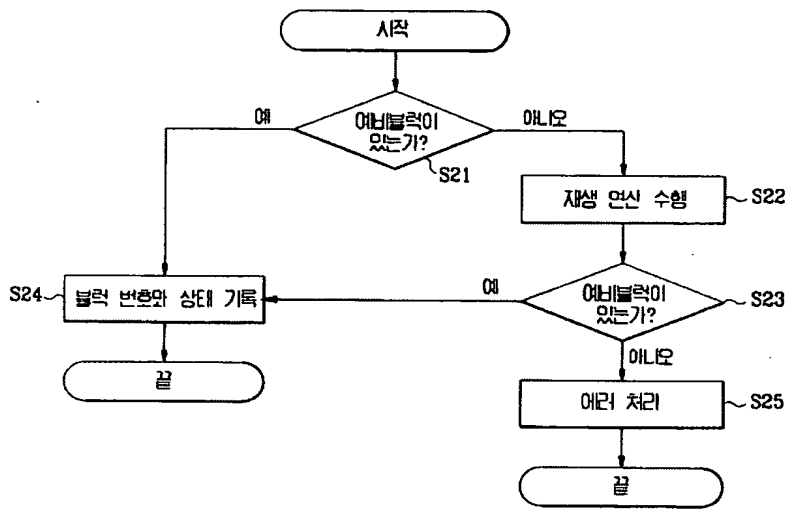 시작
예
예비블럭이
있는가?
아니오
S21
재생 연산 수행
S22
S24
블럭 번호와 상태 기록
예
예비블럭이
있는가?
S23
아니오
끝
에러 처리
S25
끝